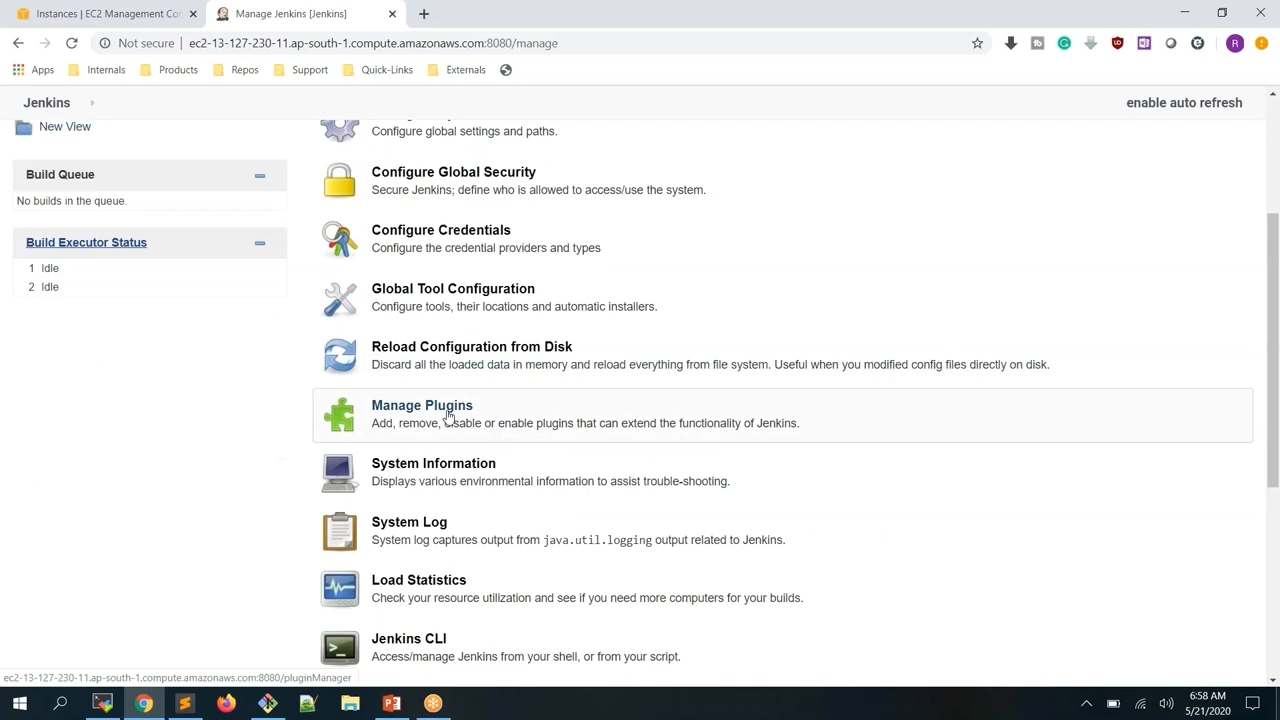 Instances | EC2 Management Con
Manage Jenkins [Jenkins]
Not secure | ec2-13-127-230-11.ap-south-1.compute.amazonaws.com:8080/manage
Apps Internals Products Repos Support Quick-Links Externals
Jenkins
enable auto refresh
New View
Build Queue
No builds in the queue.
Build Executor Status
1 Idle
2 Idle
Configure global settings and paths.
Configure Global Security
Secure Jenkins; define who is allowed to access/use the system.
Configure Credentials
Configure the credential providers and types
Global Tool Configuration
Configure tools, their locations and automatic installers.
Reload Configuration from Disk
Discard all the loaded data in memory and reload everything from file system. Useful when you modified config files directly on disk.
Manage Plugins
Add, remove, disable or enable plugins that can extend the functionality of Jenkins.
System Information
Displays various environmental information to assist trouble-shooting.
System Log
System log captures output from java.util.logging output related to Jenkins.
Load Statistics
Check your resource utilization and see if you need more computers for your builds.
Jenkins CLI
Access/manage Jenkins from your shell, or from your script.
ec2-13-127-230-11.ap-south-1.compute.amazonaws.com:8080/pluginManager
6:58 AM
5/21/2020